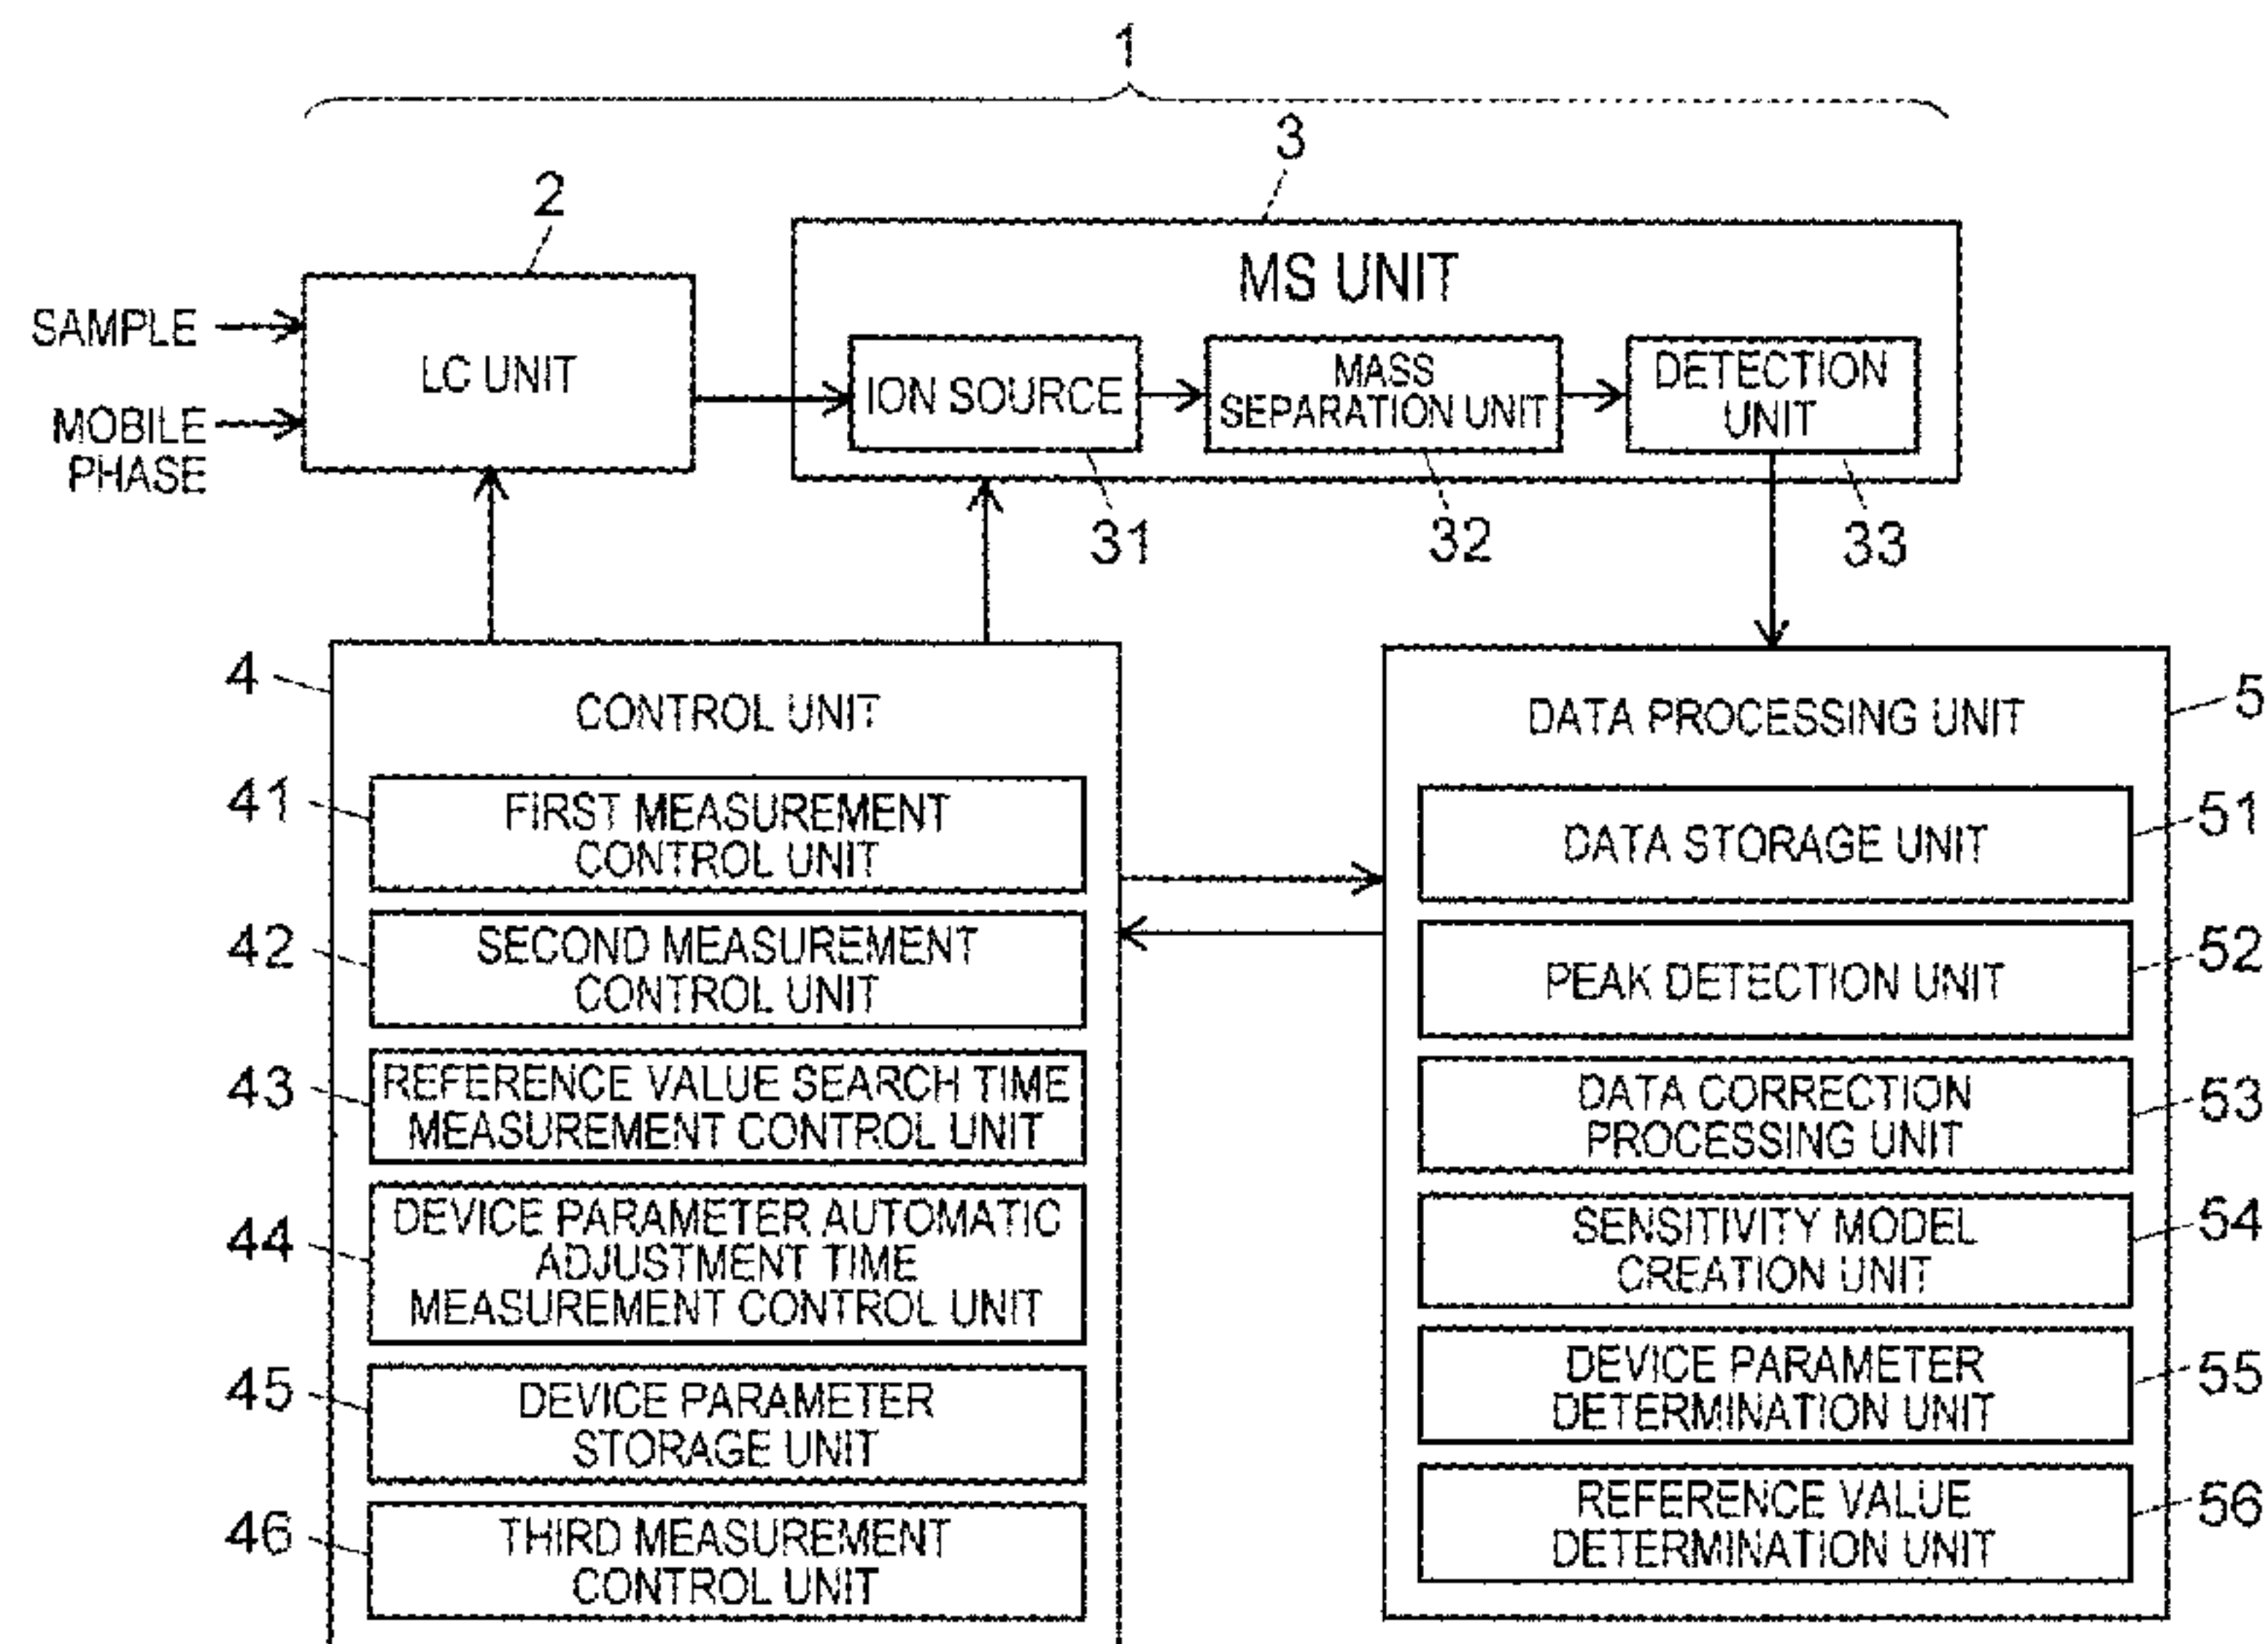 1
3
2
MS UNIT
SAMPLE
LC UNIT
MOBILE
PHASE
ION SOURCE
MASS
SEPARATION UNIT
DETECTION
UNIT
31
32
33
4
CONTROL UNIT
41
FIRST MEASUREMENT
CONTROL UNIT
42
SECOND MEASUREMENT
CONTROL UNIT
43
REFERENCE VALUE SEARCH TIME
MEASUREMENT CONTROL UNIT
44
DEVICE PARAMETER AUTOMATIC
ADJUSTMENT TIME
MEASUREMENT CONTROL UNIT
45
DEVICE PARAMETER
STORAGE UNIT
46
THIRD MEASUREMENT
CONTROL UNIT
DATA PROCESSING UNIT
5
DATA STORAGE UNIT
51
PEAK DETECTION UNIT
52
DATA CORRECTION
PROCESSING UNIT
53
SENSITIVITY MODEL
CREATION UNIT
54
DEVICE PARAMETER
DETERMINATION UNIT
55
REFERENCE VALUE
DETERMINATION UNIT
56